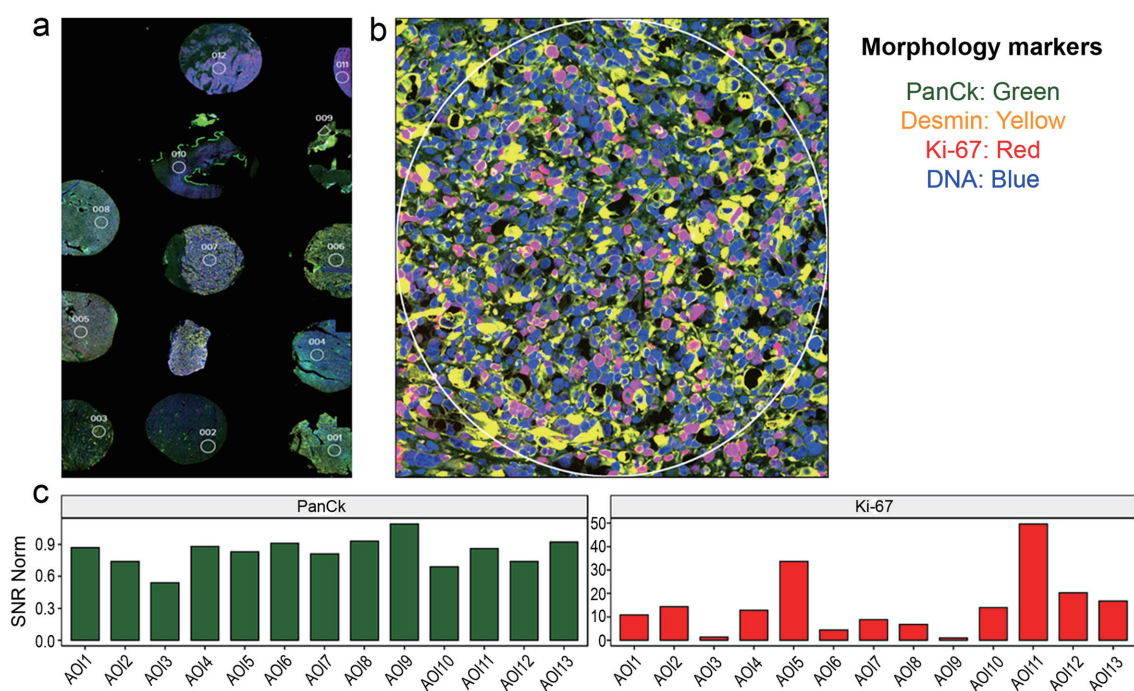 a
b
Morphology markers
PanCk: Green
Desmin: Yellow
Ki-67: Red
DNA: Blue
012
011
009
010
008
007
006
005
004
003
002
001
c
PanCk
Ki-67
SNR Norm
0.9
0.6
0.3
0.0
50
40
30
20
10
0
AOI1
AOI2
AOI3
AOI4
AOI5
AOI6
AOI7
AOI8
AOI9
AOI10
AOI11
AOI12
AOI13
AOI1
AOI2
AOI3
AOI4
AOI5
AOI6
AOI7
AOI8
AOI9
AOI10
AOI11
AOI12
AOI13